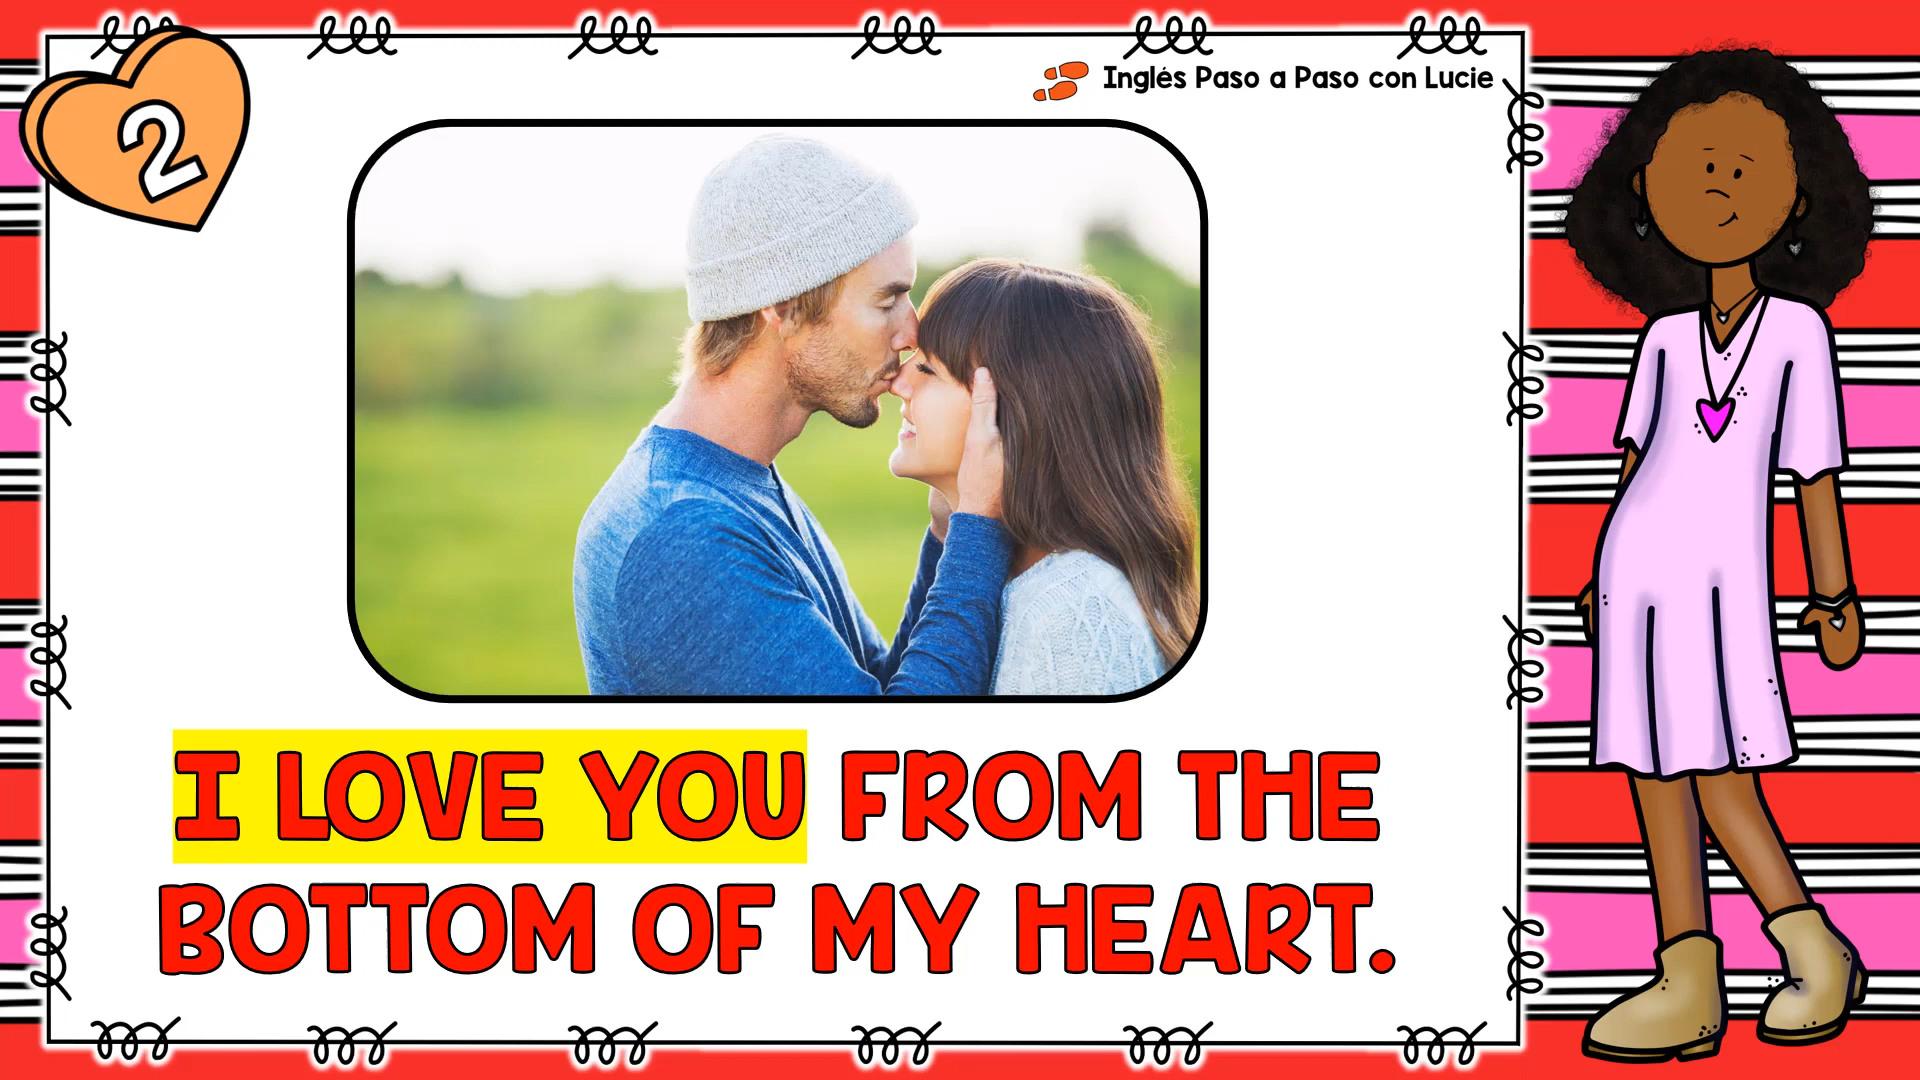 2
Inglés Paso a Paso con Lucie
I LOVE YOU FROM THE
BOTTOM OF MY HEART.